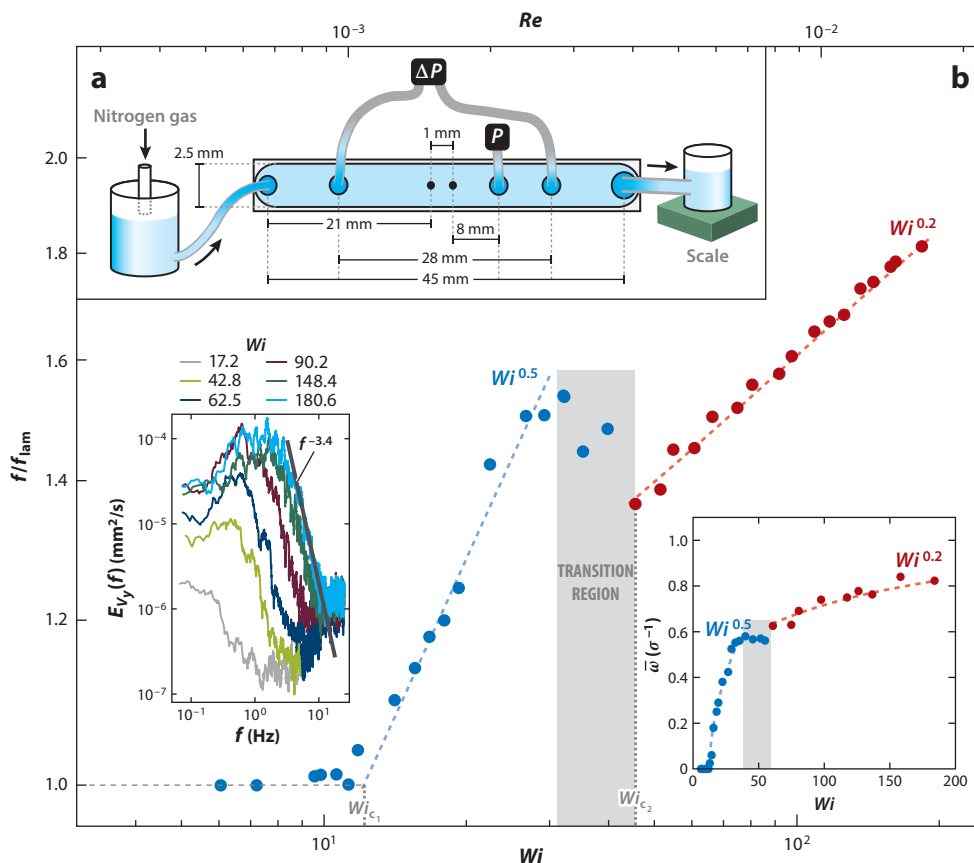 Re
10⁻³
10⁻²
a
b
ΔP
Nitrogen gas
1 mm
P
2.5 mm
21 mm
8 mm
28 mm
45 mm
Scale
2.0
1.8
1.6
1.4
1.2
1.0
f/f_lam
Wi^0.2
Wi^0.5
TRANSITION
REGION
Wi_c₁
Wi_c₂
Wi
17.2
90.2
42.8
148.4
62.5
180.6
f^−3.4
10⁻⁴
10⁻⁵
10⁻⁶
10⁻⁷
E_Vy(f) (mm²/s)
10⁻¹
10⁰
10¹
f (Hz)
1.0
0.8
0.6
0.4
0.2
0
ω̅ (σ⁻¹)
Wi^0.5
Wi^0.2
0
50
100
150
200
Wi
10¹
10²
Wi